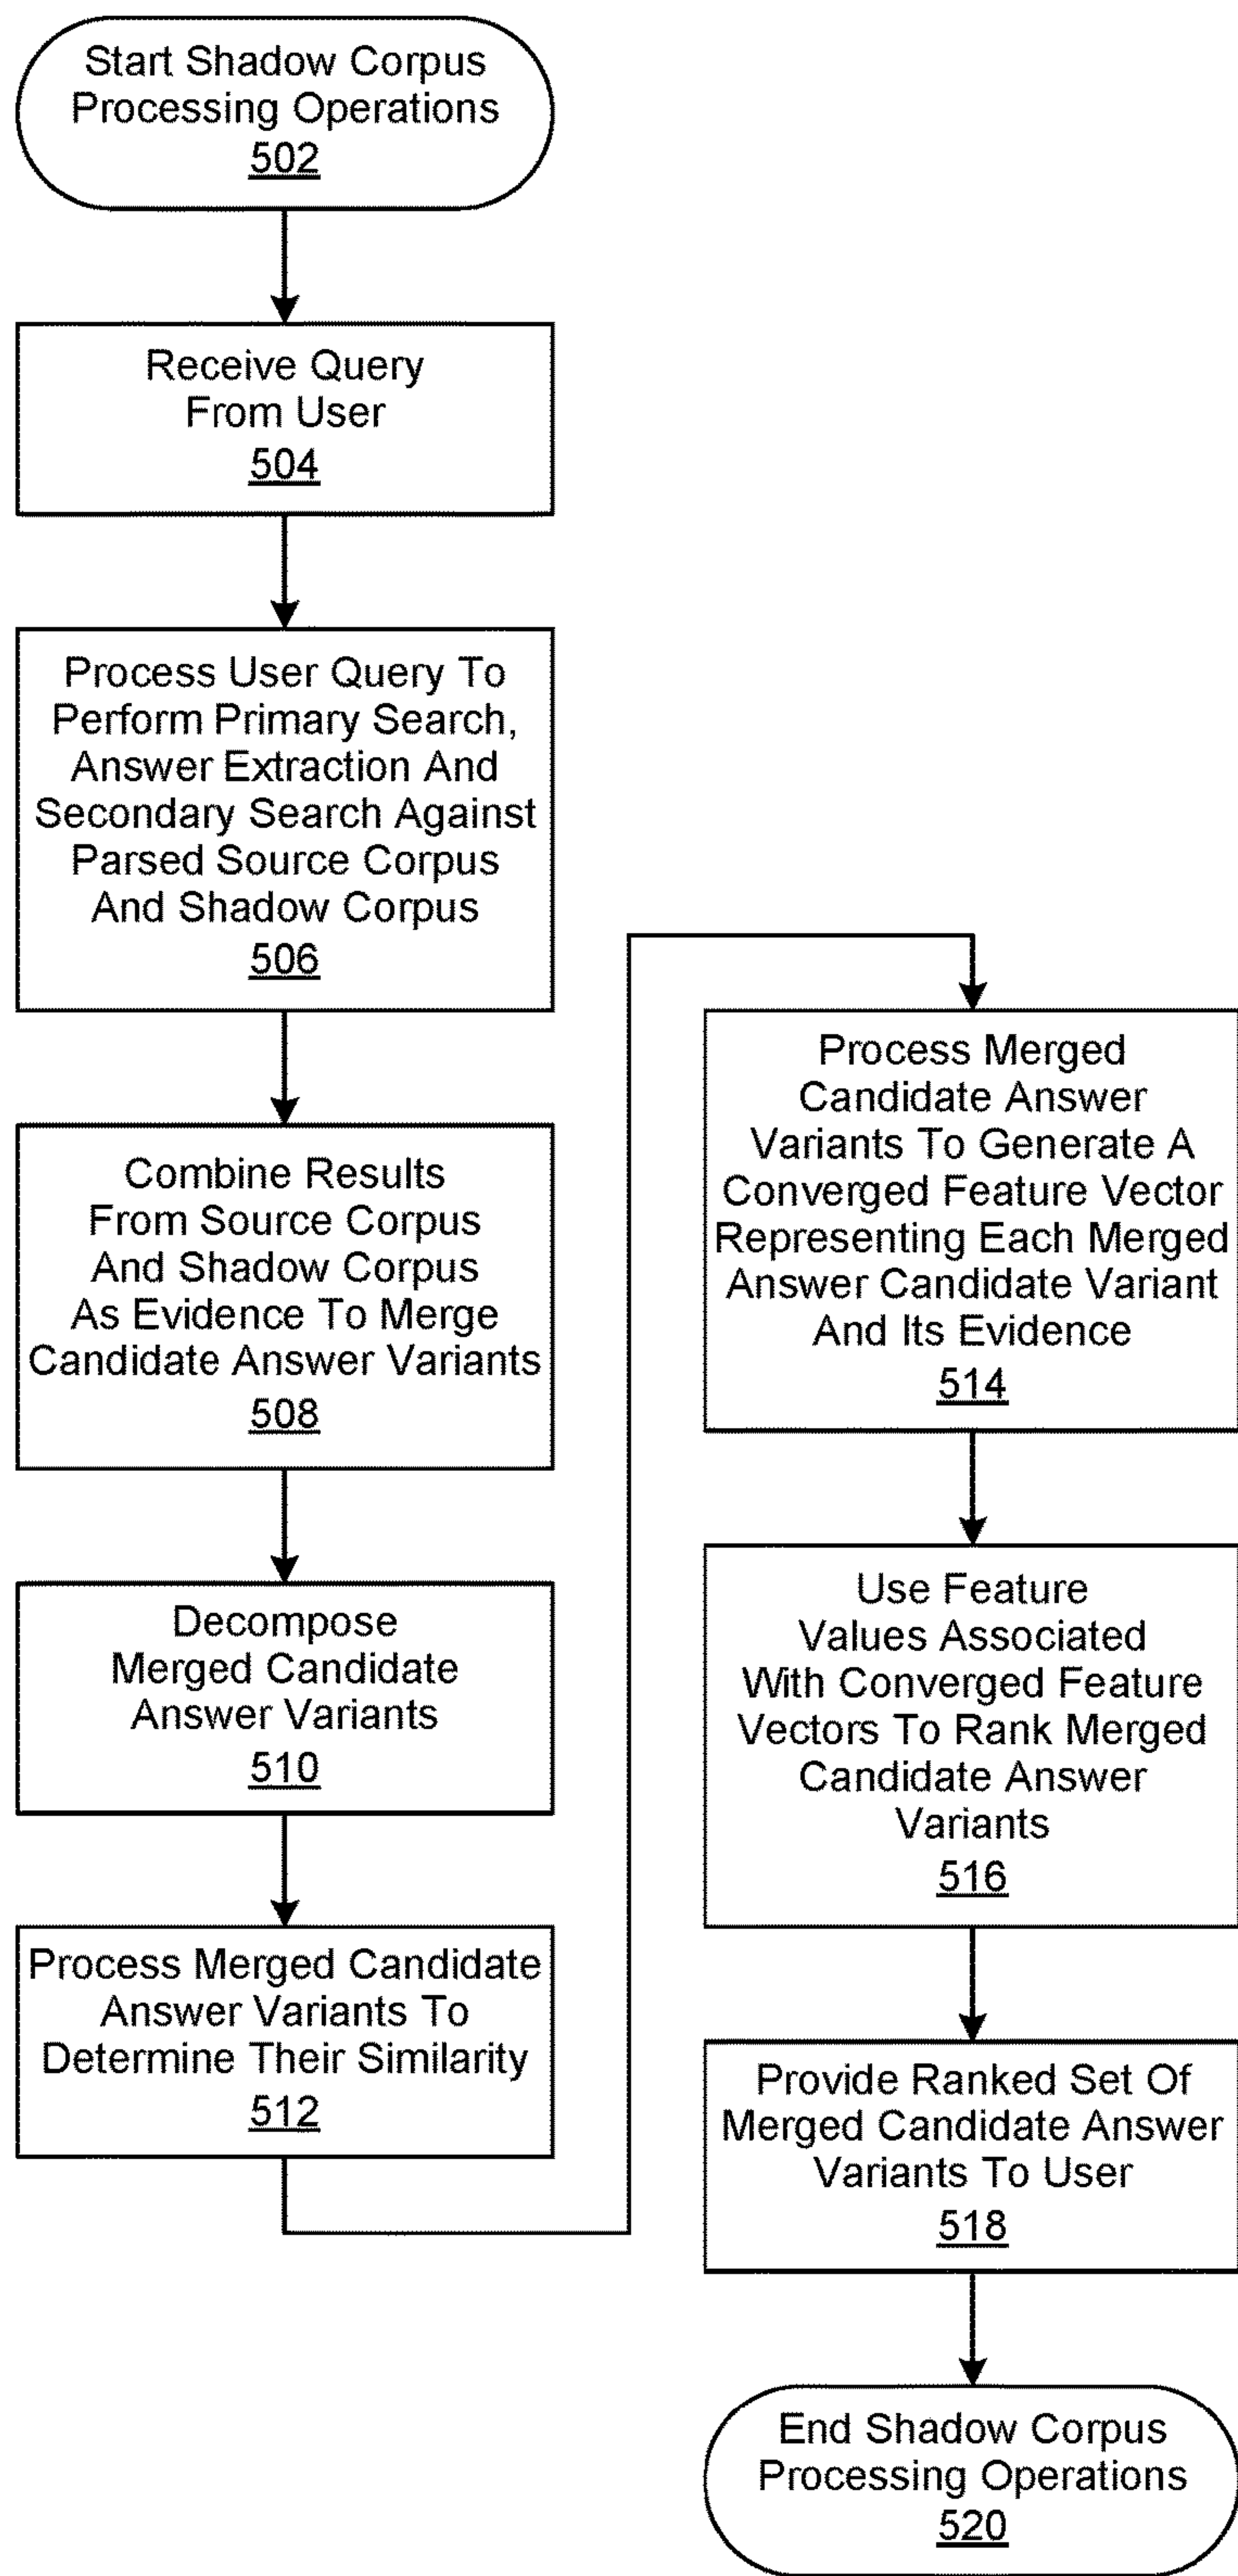 Start Shadow Corpus
Processing Operations
502
Receive Query
From User
504
Process User Query To
Perform Primary Search,
Answer Extraction And
Secondary Search Against
Parsed Source Corpus
And Shadow Corpus
506
Combine Results
From Source Corpus
And Shadow Corpus
As Evidence To Merge
Candidate Answer Variants
508
Decompose
Merged Candidate
Answer Variants
510
Process Merged Candidate
Answer Variants To
Determine Their Similarity
512
Process Merged
Candidate Answer
Variants To Generate A
Converged Feature Vector
Representing Each Merged
Answer Candidate Variant
And Its Evidence
514
Use Feature
Values Associated
With Converged Feature
Vectors To Rank Merged
Candidate Answer
Variants
516
Provide Ranked Set Of
Merged Candidate Answer
Variants To User
518
End Shadow Corpus
Processing Operations
520